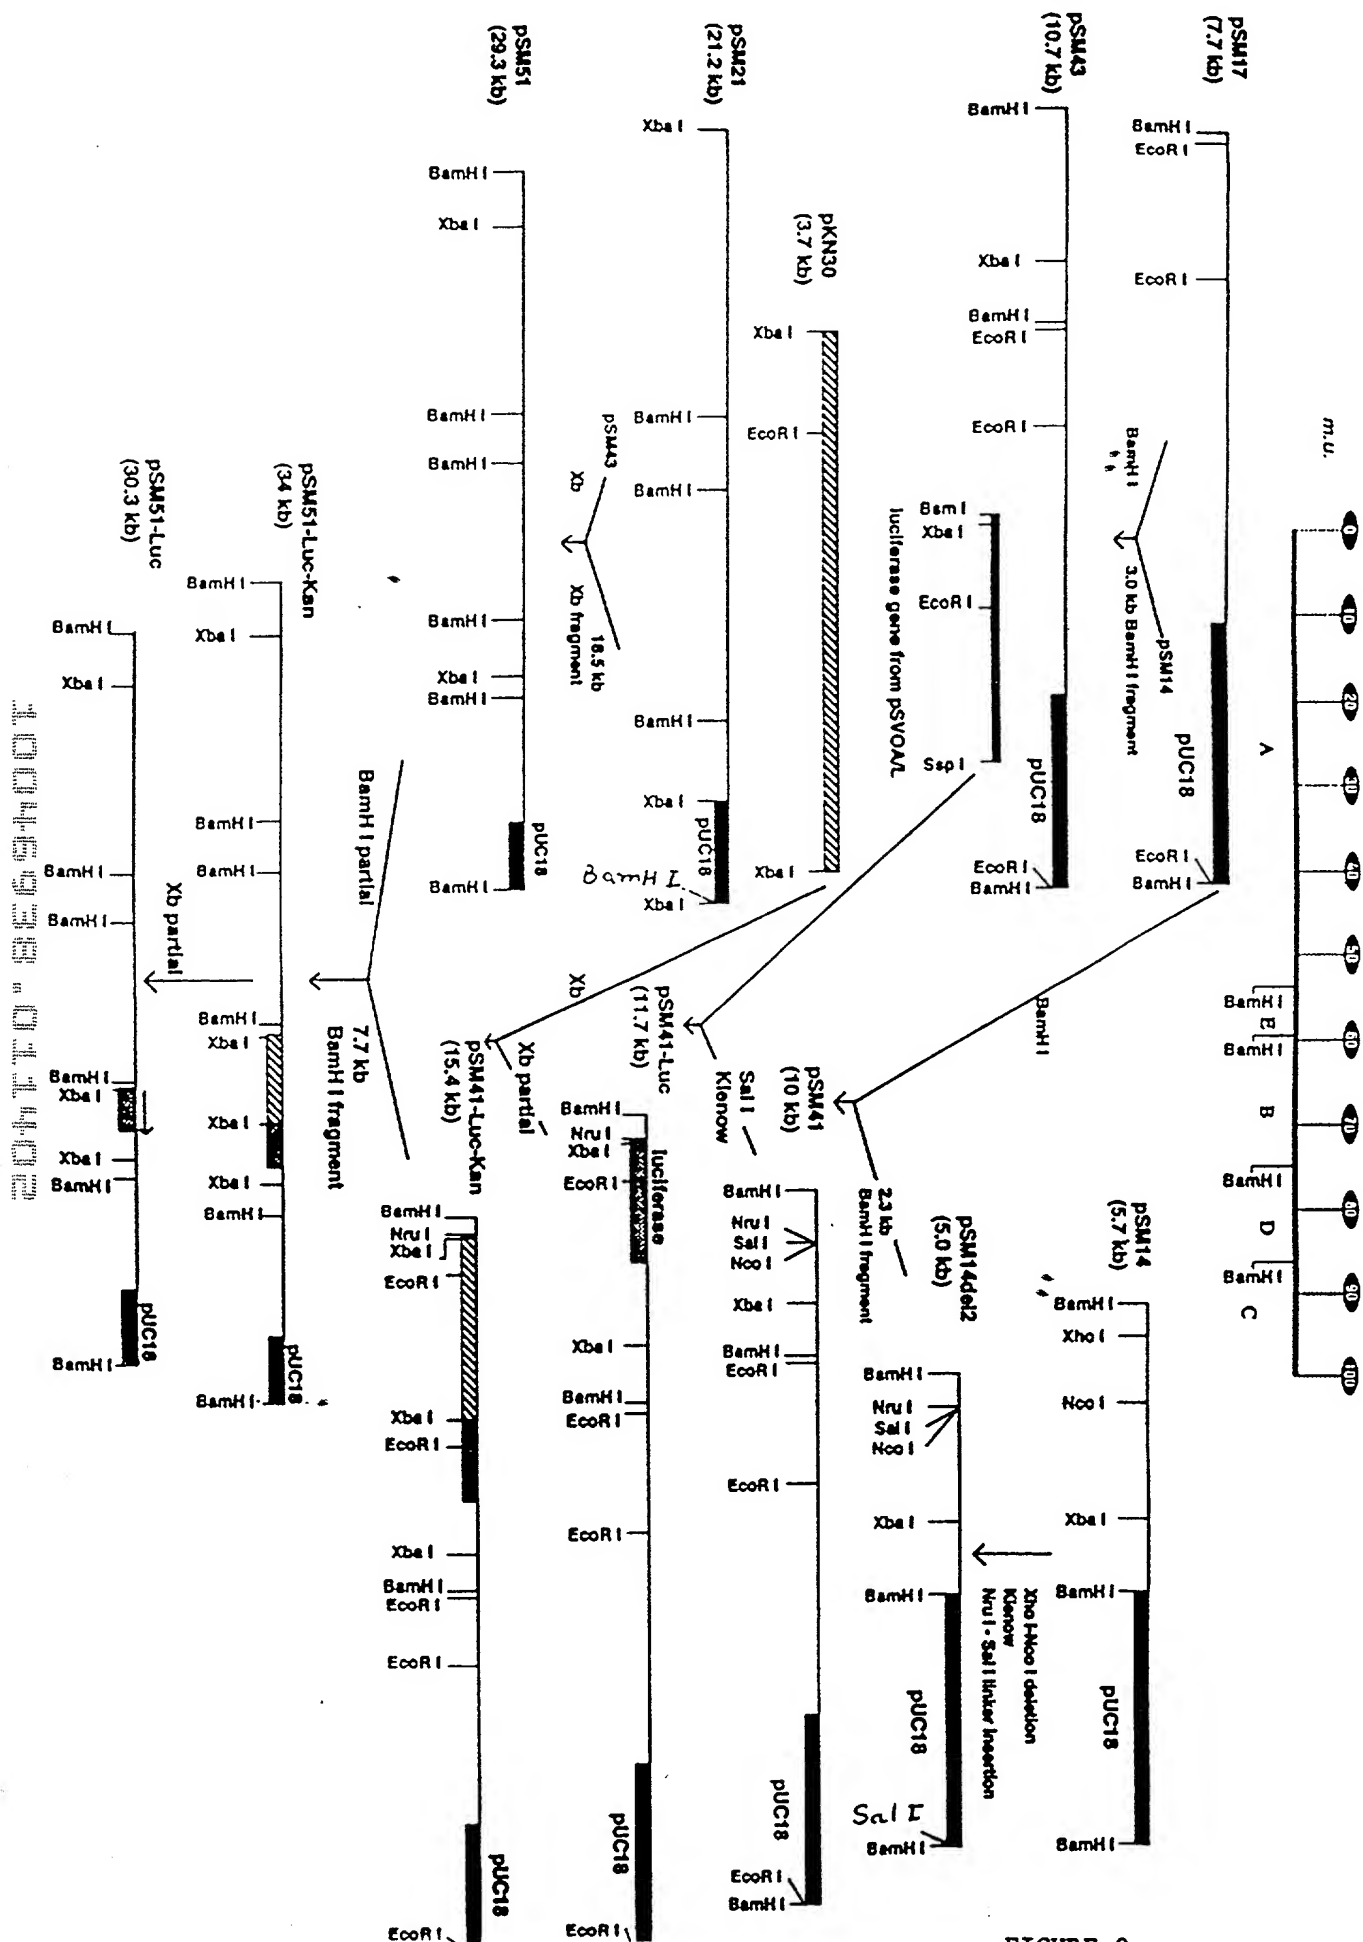 m.u.
0 10 20 30 40 50 60 70 80 90 100
A E B D C
BamHI BamHI BamHI BamHI
pSM17
(7.7 kb)
BamHI
EcoRI
EcoRI
pUC18
EcoRI
BamHI
BamHI
3.0 kb BamHI fragment
pSM14
BamHI
pSM14
(5.7 kb)
BamHI
XhoI
NcoI
XbaI
BamHI
pUC18
BamHI
XhoI-NcoI deletion
Klenow
NruI - SalI linker insertion
pSM43
(10.7 kb)
BamHI
XbaI
BamHI
EcoRI
EcoRI
pUC18
EcoRI
BamHI
pSM14del2
(5.0 kb)
BamHI
NruI
SalI
NcoI
XbaI
BamHI
pUC18
Sal I
BamHI
2.3 kb
BamHI fragment
luciferase gene from pSVOA/L
BsmI
XbaI
EcoRI
SspI
pSM41
(10 kb)
BamHI
NruI
SalI
NcoI
XbaI
BamHI
EcoRI
EcoRI
pUC18
EcoRI
BamHI
SalI
Klenow
pKN30
(3.7 kb)
XbaI
EcoRI
XbaI
pSM21
(21.2 kb)
XbaI
BamHI
BamHI
BamHI
XbaI
pUC18
BamHI
XbaI
pSM41-Luc
(11.7 kb)
BamHI
NruI
XbaI
EcoRI
luciferase
XbaI
BamHI
EcoRI
EcoRI
pUC18
EcoRI
pSM43
Xb
18.5 kb
Xb fragment
Xb
Xb partial
pSM51
(29.3 kb)
BamHI
XbaI
BamHI
BamHI
BamHI
XbaI
BamHI
pUC18
BamHI
pSM41-Luc-Kan
(15.4 kb)
BamHI
NruI
XbaI
EcoRI
XbaI
EcoRI
XbaI
BamHI
EcoRI
EcoRI
pUC18
EcoRI
BamHI partial
7.7 kb
BamHI fragment
pSM51-Luc-Kan
(34 kb)
BamHI
XbaI
BamHI
BamHI
BamHI
XbaI
XbaI
XbaI
BamHI
pUC18
BamHI
Xb partial
pSM51-Luc
(30.3 kb)
BamHI
XbaI
BamHI
BamHI
BamHI
XbaI
XbaI
BamHI
pUC18
BamHI
10046938.011402